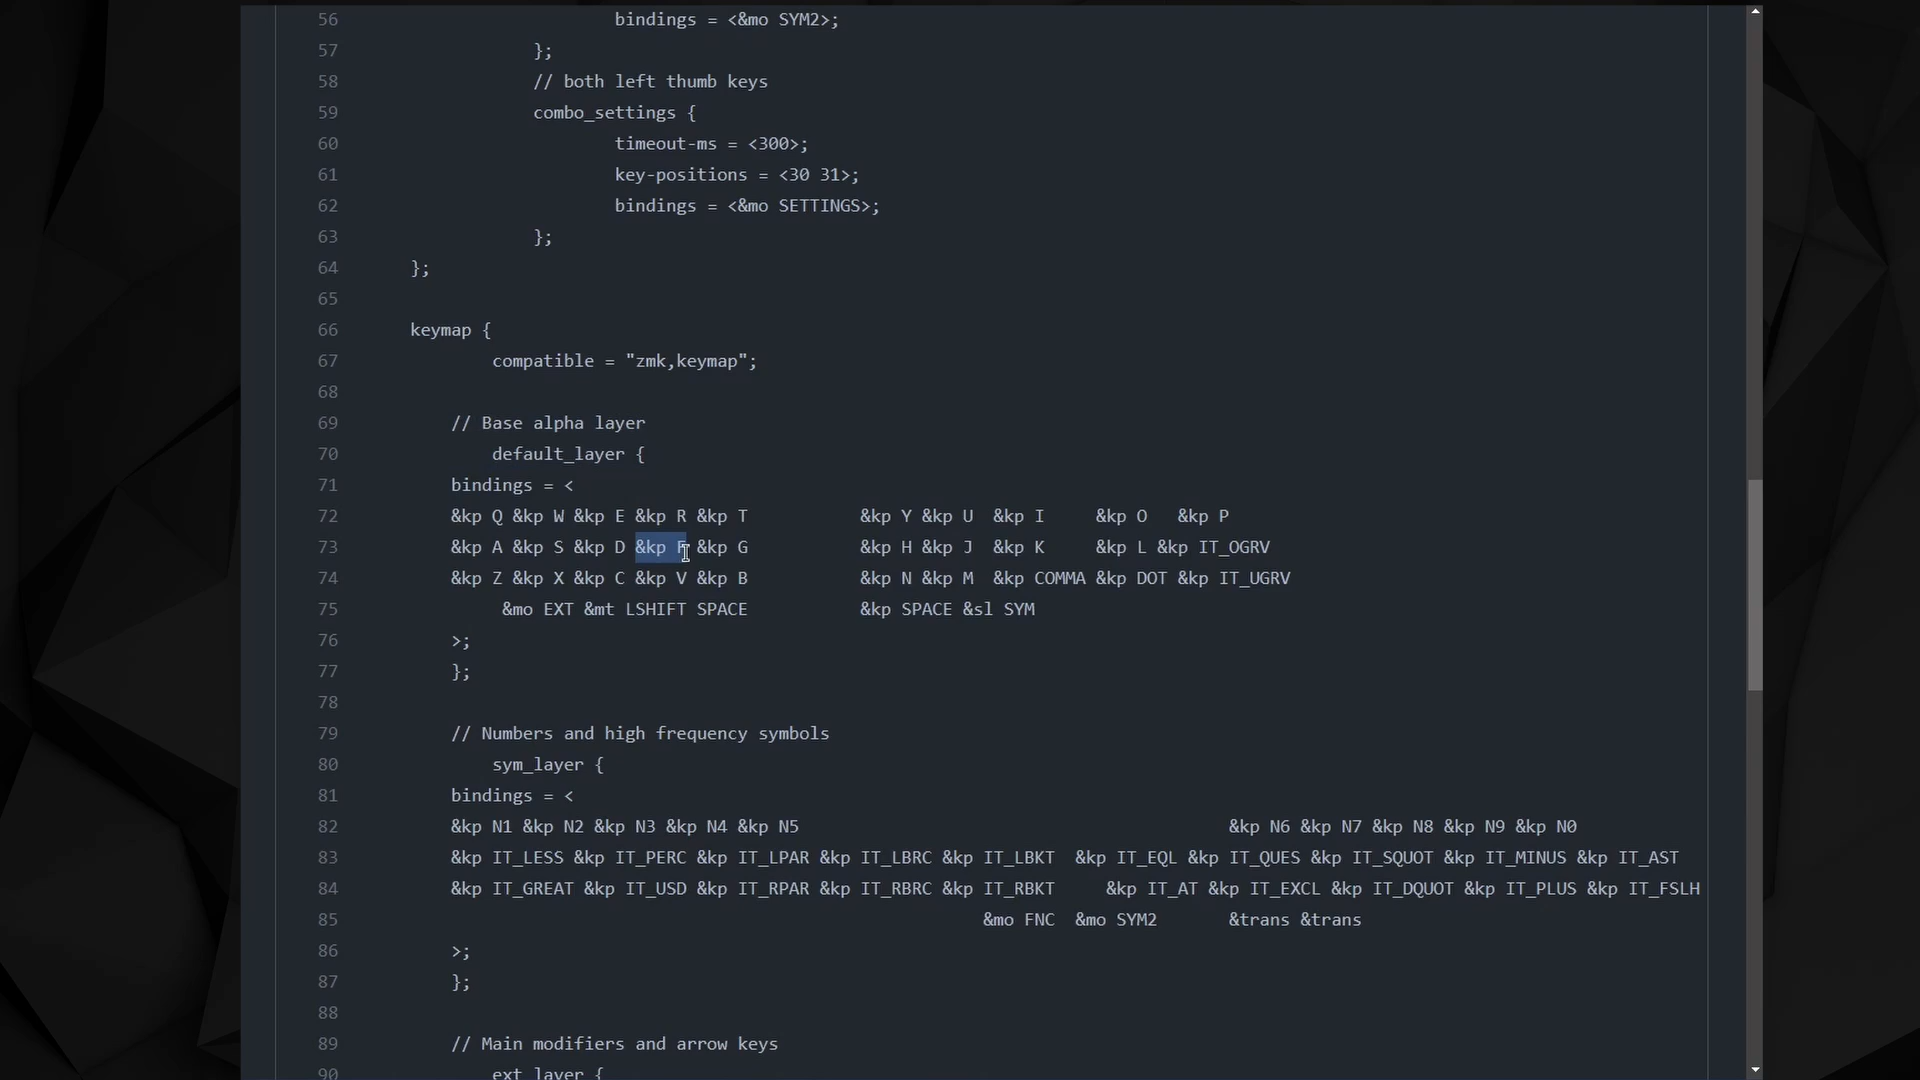 56 bindings = <&mo SYM2>;
57 };
58 // both left thumb keys
59 combo_settings {
60 timeout-ms = <300>;
61 key-positions = <30 31>;
62 bindings = <&mo SETTINGS>;
63 };
64 };
65
66 keymap {
67 compatible = "zmk,keymap";
68
69 // Base alpha layer
70 default_layer {
71 bindings = <
72 &kp Q &kp W &kp E &kp R &kp T &kp Y &kp U &kp I &kp O &kp P
73 &kp A &kp S &kp D &kp F &kp G &kp H &kp J &kp K &kp L &kp IT_OGRV
74 &kp Z &kp X &kp C &kp V &kp B &kp N &kp M &kp COMMA &kp DOT &kp IT_UGRV
75 &mo EXT &mt LSHIFT SPACE &kp SPACE &sl SYM
76 >;
77 };
78
79 // Numbers and high frequency symbols
80 sym_layer {
81 bindings = <
82 &kp N1 &kp N2 &kp N3 &kp N4 &kp N5 &kp N6 &kp N7 &kp N8 &kp N9 &kp N0
83 &kp IT_LESS &kp IT_PERC &kp IT_LPAR &kp IT_LBRC &kp IT_LBKT &kp IT_EQL &kp IT_QUES &kp IT_SQUOT &kp IT_MINUS &kp IT_AST
84 &kp IT_GREAT &kp IT_USD &kp IT_RPAR &kp IT_RBRC &kp IT_RBKT &kp IT_AT &kp IT_EXCL &kp IT_DQUOT &kp IT_PLUS &kp IT_FSLH
85 &mo FNC &mo SYM2 &trans &trans
86 >;
87 };
88
89 // Main modifiers and arrow keys
90 ext_layer {